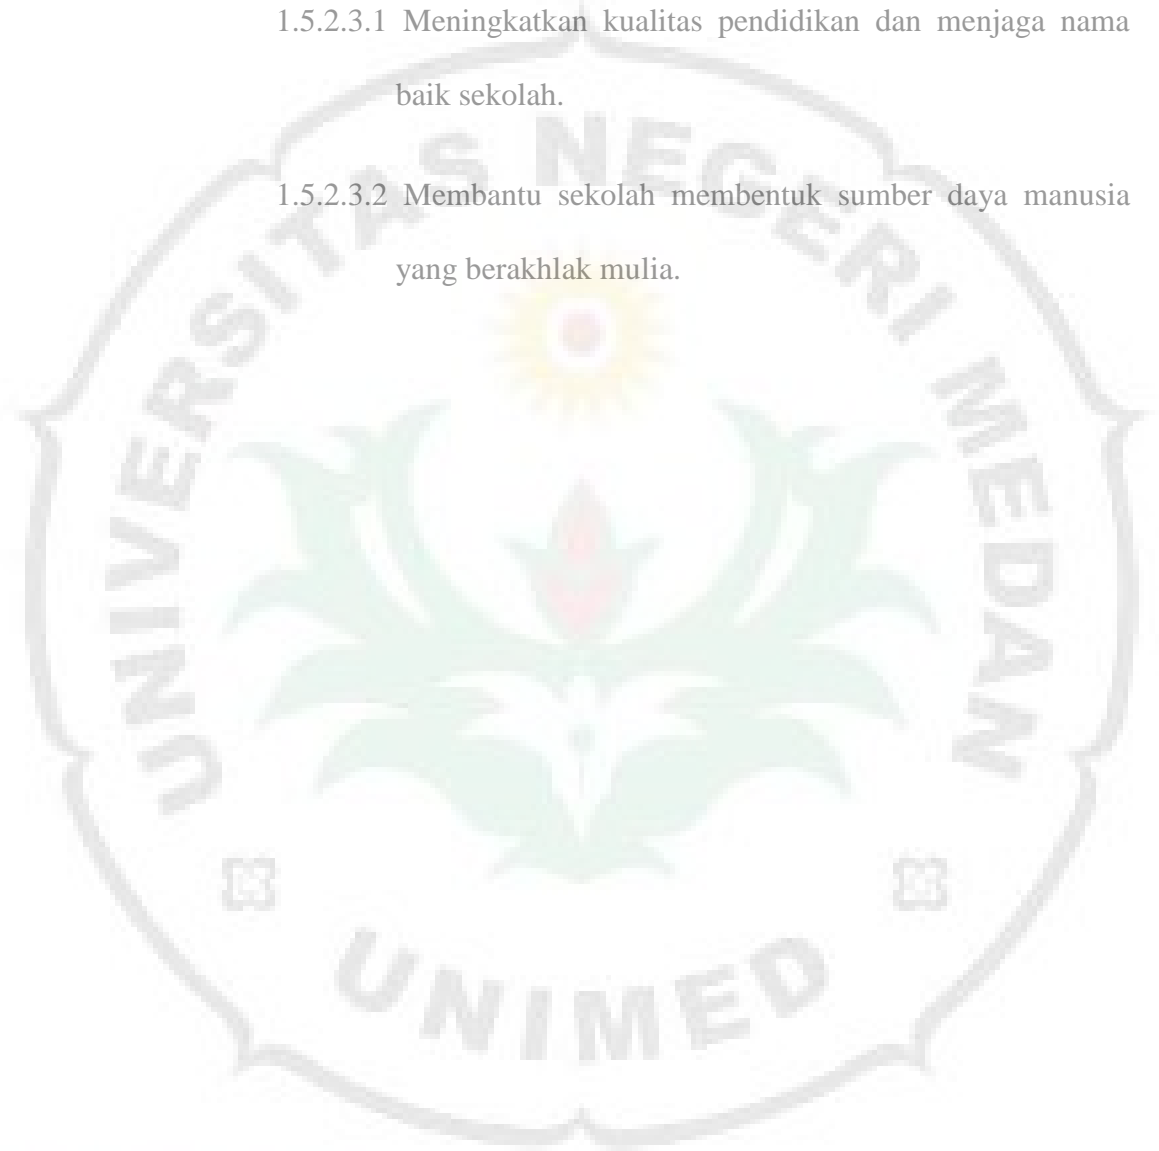 1.5.2.3.1 Meningkatkan kualitas pendidikan dan menjaga nama
baik sekolah.
1.5.2.3.2 Membantu sekolah membentuk sumber daya manusia
yang berakhlak mulia.
UNIVERSITAS NEGERI MEDAN
UNIMED